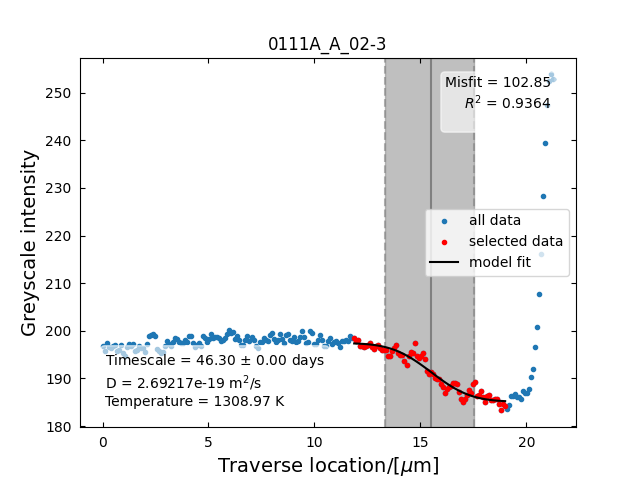 0111A_A_02-3
Misfit = 102.85
R² = 0.9364
all data
selected data
model fit
Timescale = 46.30 ± 0.00 days
D = 2.69217e-19 m²/s
Temperature = 1308.97 K
Greyscale intensity
250
240
230
220
210
200
190
180
0 5 10 15 20
Traverse location/[μm]